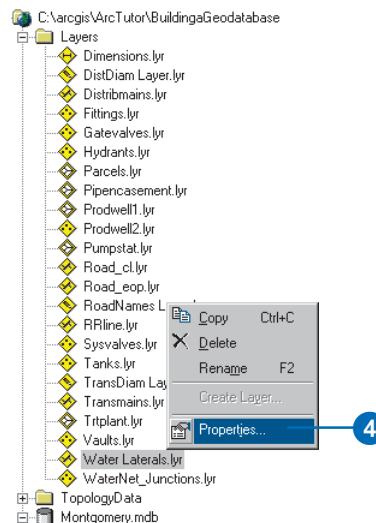 C:\arcgis\ArcTutor\BuildingaGeodatabase
Layers
Dimensions.lyr
DistDiam Layer.lyr
Distribmains.lyr
Fittings.lyr
Gatevalves.lyr
Hydrants.lyr
Parcels.lyr
Pipencasement.lyr
Prodwell1.lyr
Prodwell2.lyr
Pumpstat.lyr
Road_cl.lyr
Road_eop.lyr
RoadNames
RRline.lyr
Copy Ctrl+C
Sysvalves.lyr
Delete
Tanks.lyr
Rename F2
TransDiam Lay
Transmains.lyr
Create Layer...
Trtplant.lyr
Vaults.lyr
Properties...
4
Water Laterals.lyr
WaterNet_Junctions.lyr
TopologyData
Montgomery.mdb